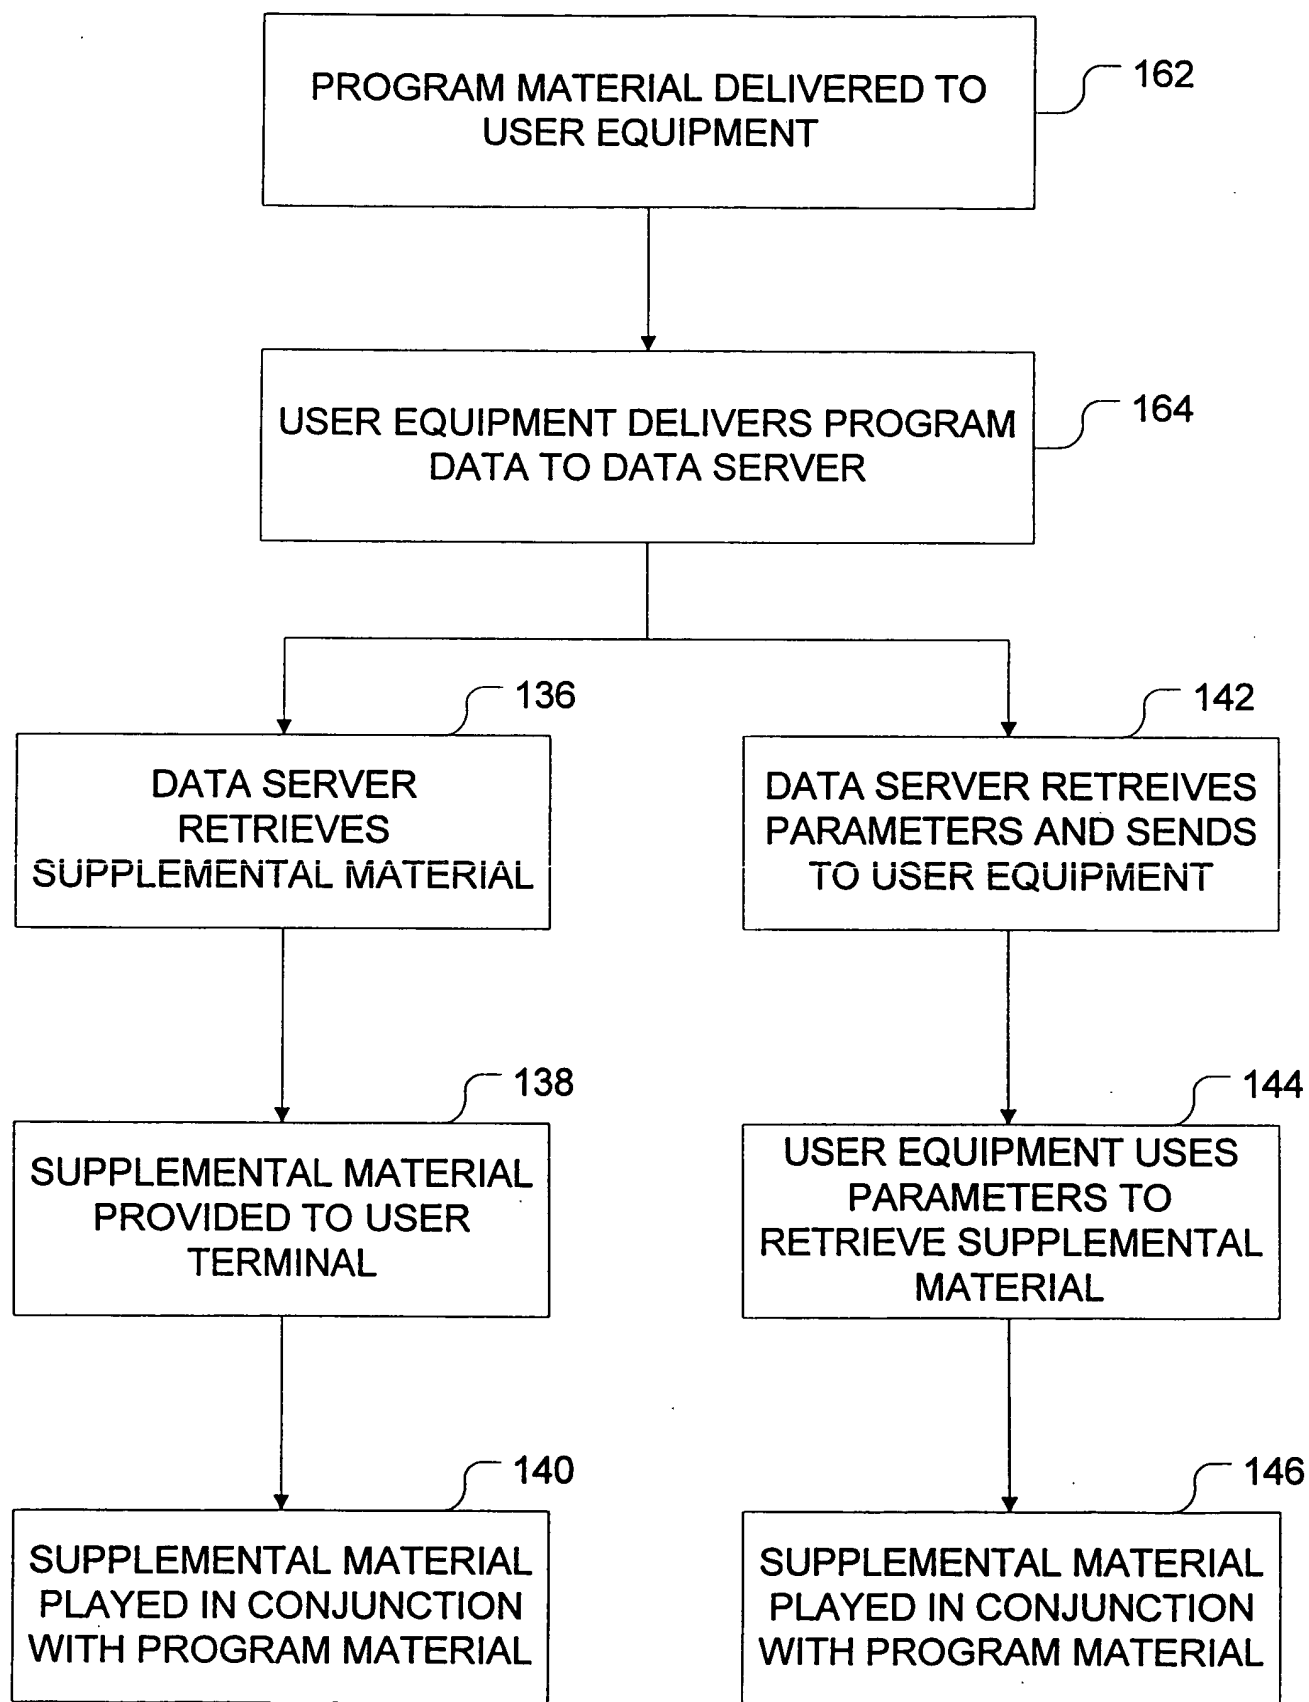 PROGRAM MATERIAL DELIVERED TO
USER EQUIPMENT
162
USER EQUIPMENT DELIVERS PROGRAM
DATA TO DATA SERVER
164
136
DATA SERVER
RETRIEVES
SUPPLEMENTAL MATERIAL
142
DATA SERVER RETREIVES
PARAMETERS AND SENDS
TO USER EQUIPMENT
138
SUPPLEMENTAL MATERIAL
PROVIDED TO USER
TERMINAL
144
USER EQUIPMENT USES
PARAMETERS TO
RETRIEVE SUPPLEMENTAL
MATERIAL
140
SUPPLEMENTAL MATERIAL
PLAYED IN CONJUNCTION
WITH PROGRAM MATERIAL
146
SUPPLEMENTAL MATERIAL
PLAYED IN CONJUNCTION
WITH PROGRAM MATERIAL